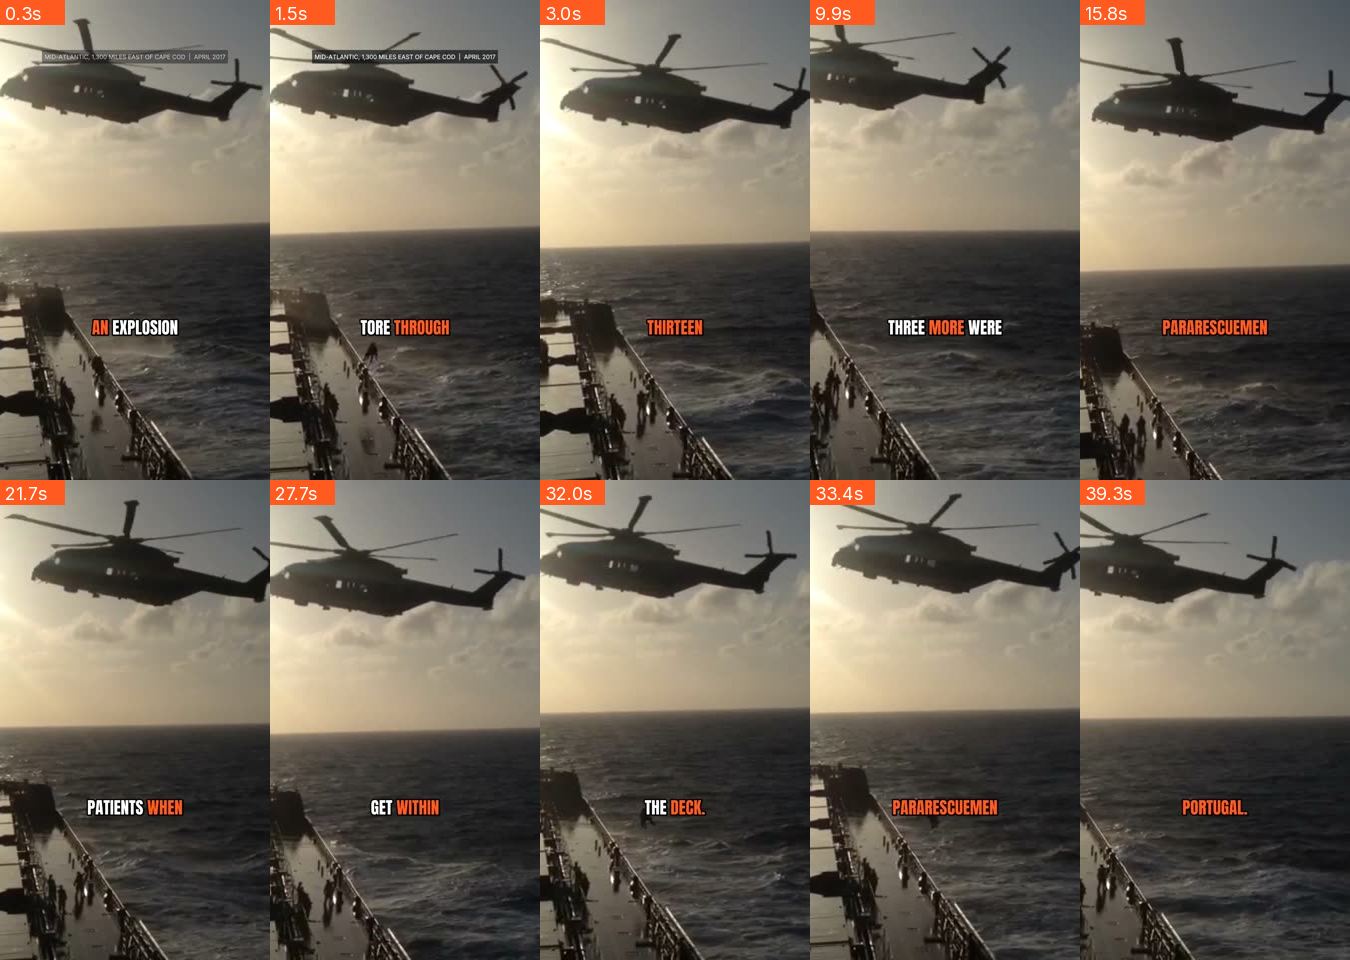 0.3s
MID-ATLANTIC, 1,300 MILES EAST OF CAPE COD | APRIL 2017
AN EXPLOSION
1.5s
MID-ATLANTIC, 1,300 MILES EAST OF CAPE COD | APRIL 2017
TORE THROUGH
3.0s
THIRTEEN
9.9s
THREE MORE WERE
15.8s
PARARESCUEMEN
21.7s
PATIENTS WHEN
27.7s
GET WITHIN
32.0s
THE DECK.
33.4s
PARARESCUEMEN
39.3s
PORTUGAL.